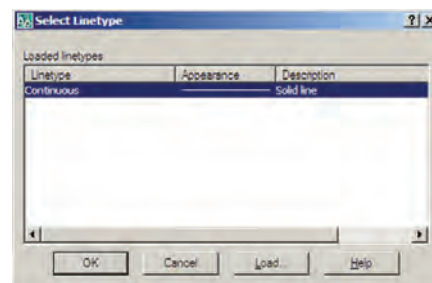 Select Linetype
Loaded linetypes
Linetype Appearance Description
Continuous Solid line
OK Cancel Load... Help